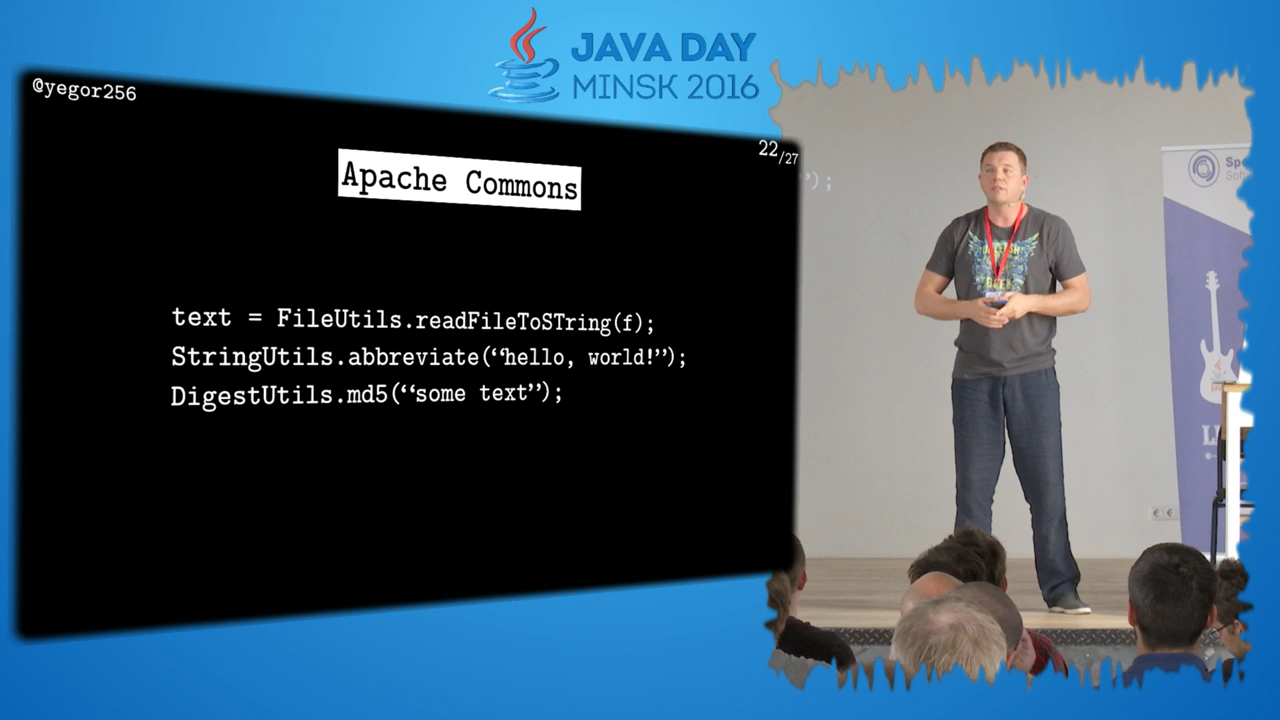 JAVA DAY
MINSK 2016
@yegor256
22/27
Apache Commons
text = FileUtils.readFileToSTring(f);
StringUtils.abbreviate(“hello, world!”);
DigestUtils.md5(“some text”);
”);